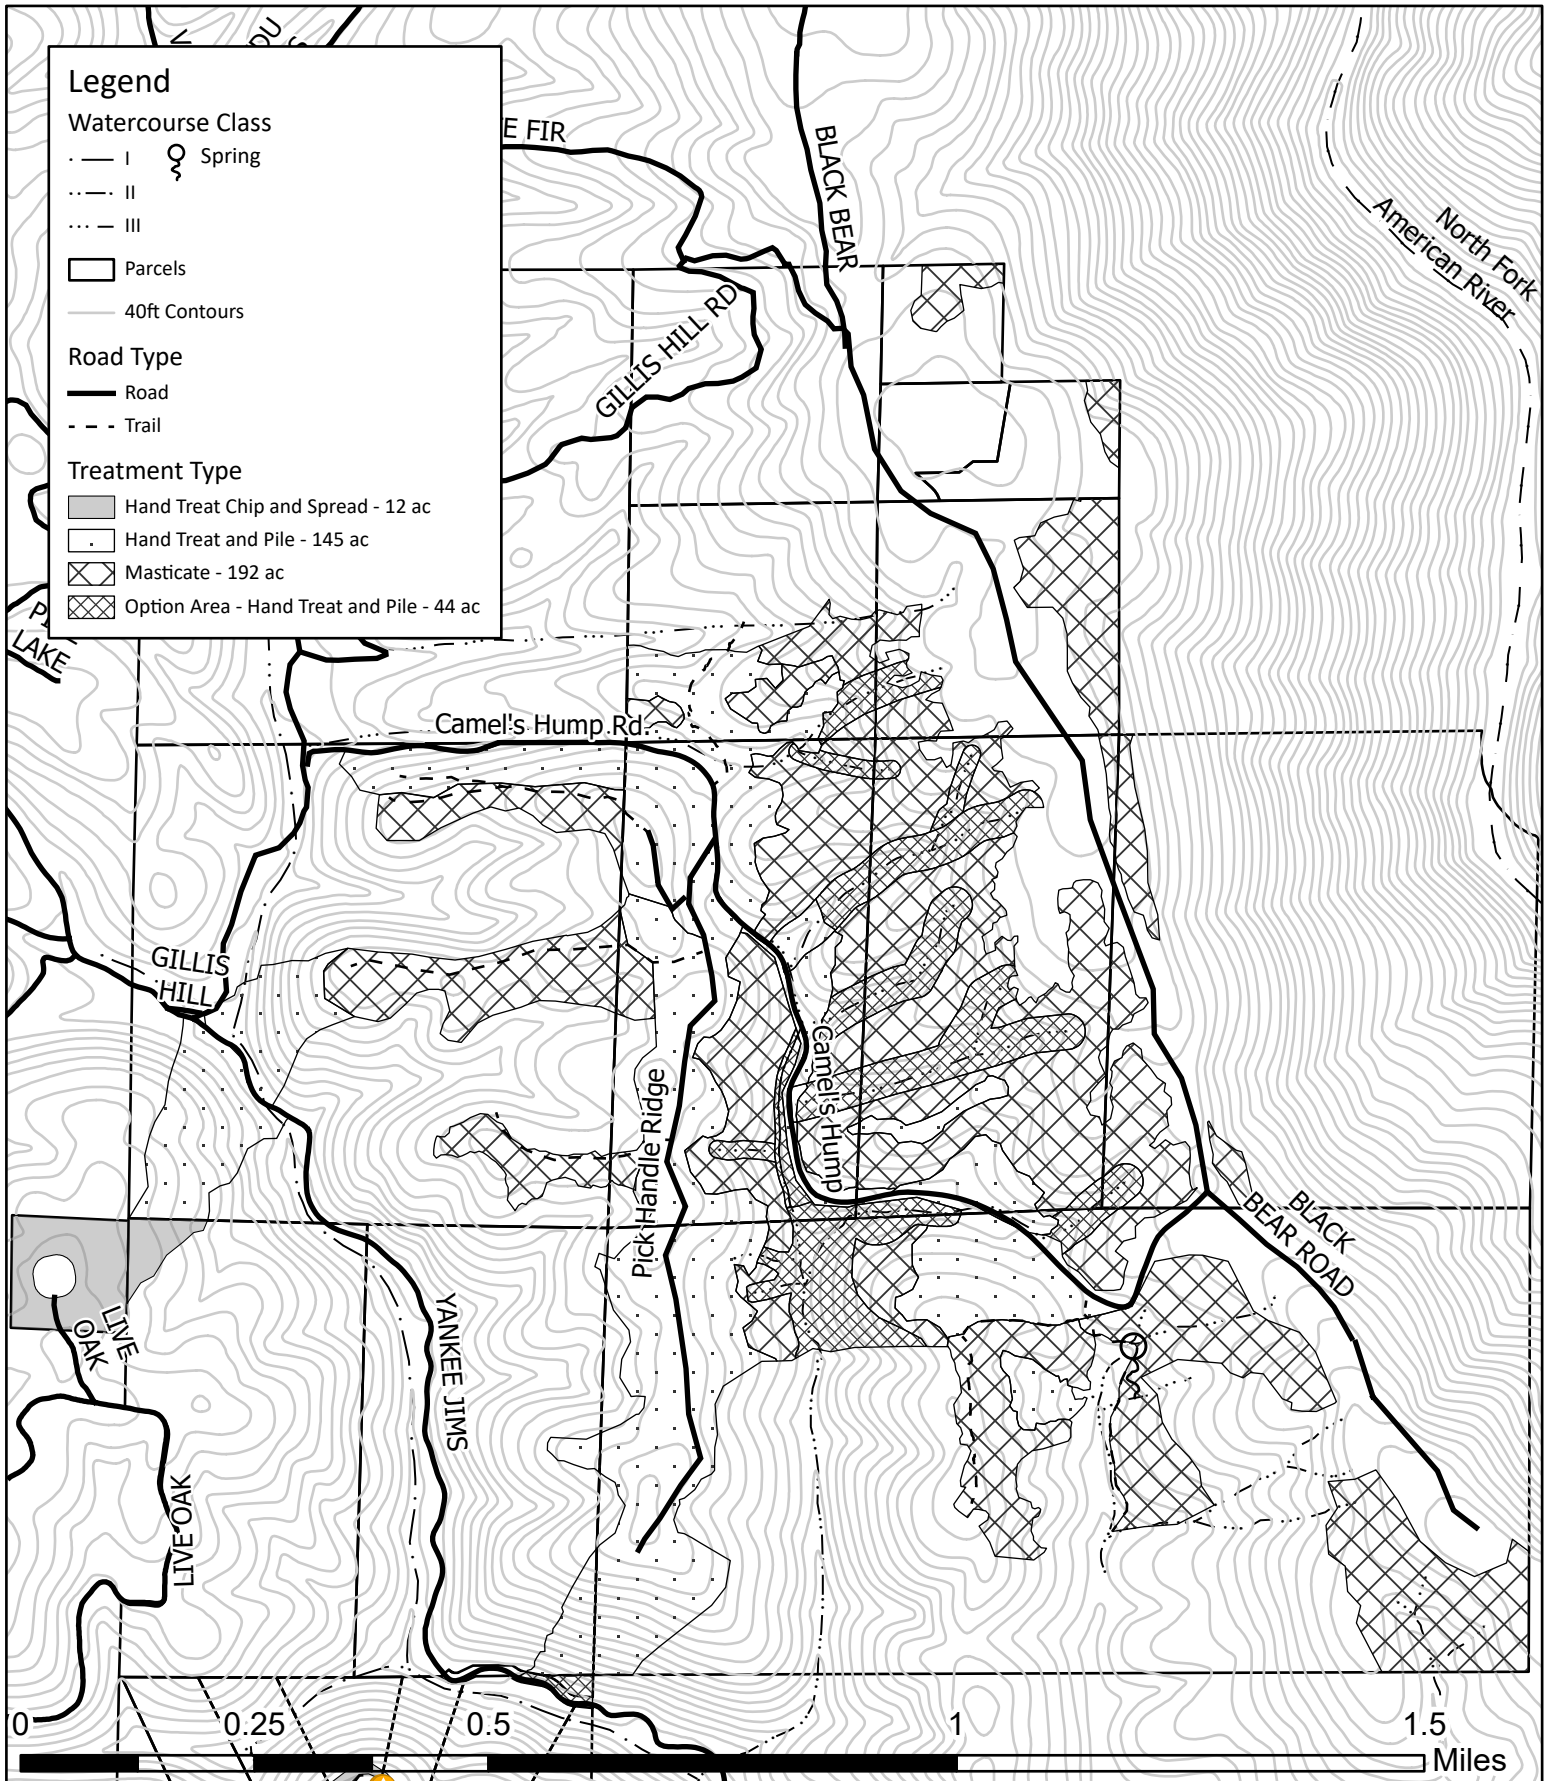 Legend
Watercourse Class
I
Spring
II
III
Parcels
40ft Contours
Road Type
Road
Trail
Treatment Type
Hand Treat Chip and Spread - 12 ac
Hand Treat and Pile - 145 ac
Masticate - 192 ac
Option Area - Hand Treat and Pile - 44 ac
E FIR
BLACK BEAR
North Fork
American River
GILLIS HILL RD
LAKE
Camel's Hump Rd.
GILLIS
HILL
Camel's Hump
Pick Handle Ridge
BLACK
BEAR ROAD
LIVE
OAK
YANKEE JIMS
LIVE OAK
0
0.25
0.5
1
1.5
Miles